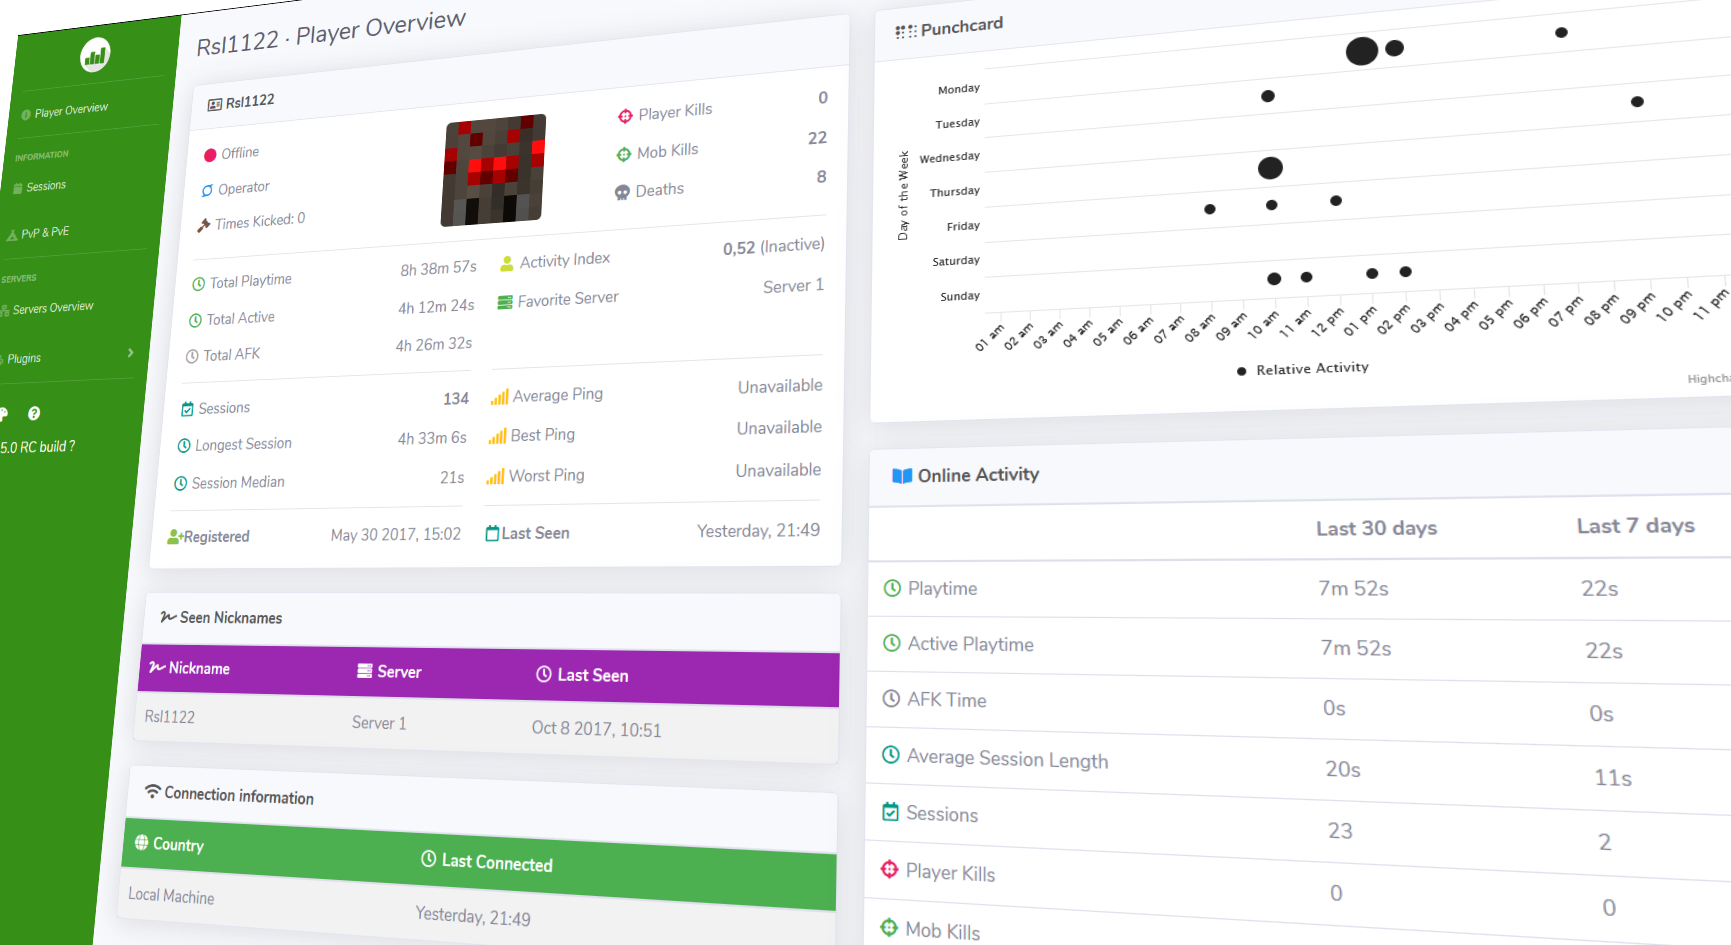 Player Overview
INFORMATION
Sessions
PvP & PvE
SERVERS
Servers Overview
Plugins
5.0 RC build ?
Rsl1122 · Player Overview
Rsl1122
Offline
Operator
Times Kicked: 0
Player Kills 0
Mob Kills 22
Deaths 8
Total Playtime 8h 38m 57s
Total Active 4h 12m 24s
Total AFK 4h 26m 32s
Activity Index 0,52 (Inactive)
Favorite Server Server 1
Sessions 134
Longest Session 4h 33m 6s
Session Median 21s
Average Ping Unavailable
Best Ping Unavailable
Worst Ping Unavailable
Registered May 30 2017, 15:02
Last Seen Yesterday, 21:49
Seen Nicknames
Nickname Server Last Seen
Rsl1122 Server 1 Oct 8 2017, 10:51
Connection information
Country Last Connected
Local Machine Yesterday, 21:49
Punchcard
Day of the Week
Monday
Tuesday
Wednesday
Thursday
Friday
Saturday
Sunday
01 am 02 am 03 am 04 am 05 am 06 am 07 am 08 am 09 am 10 am 11 am 12 pm 01 pm 02 pm 03 pm 04 pm 05 pm 06 pm 07 pm 08 pm 09 pm 10 pm 11 pm
Relative Activity
Highcha
Online Activity
Last 30 days Last 7 days
Playtime 7m 52s 22s
Active Playtime 7m 52s 22s
AFK Time 0s 0s
Average Session Length 20s 11s
Sessions 23 2
Player Kills 0 0
Mob Kills